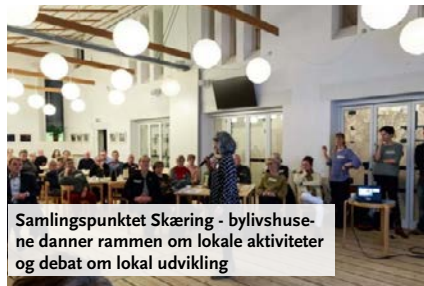 Samlingspunktet Skæring - bylivshuse-
ne danner rammen om lokale aktiviteter
og debat om lokal udvikling